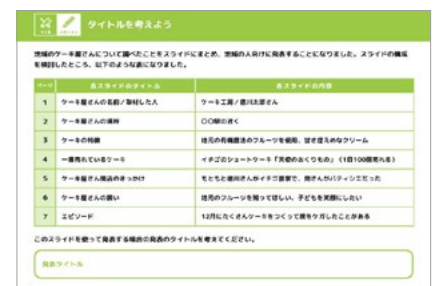 タイトルを考えよう
地域のケーキ屋さんについて調べたことをスライドにまとめ、地域の人向けに発表することになりました。スライドの構成
を検討したところ、以下のような表になりました。
ページ 各スライドのタイトル 各スライドの内容
1 ケーキ屋さんの名前/取材した人 ケーキ工房/徳川太郎さん
2 ケーキ屋さんの場所 〇〇駅の近く
3 ケーキの特徴 地元の有機農法のフルーツを使用、甘さ控えめなクリーム
4 一番売れているケーキ イチゴのショートケーキ「天使のおくりもの」(1日100個売れる)
5 ケーキ屋さん開店のきっかけ もともと徳川さんがイチゴ農家で、奥さんがパティシエだった
6 ケーキ屋さんの願い 地元のフルーツを知ってほしい、子どもを笑顔にしたい
7 エピソード 12月にたくさんケーキをつくって腕をケガしたことがある
このスライドを使って発表する場合の発表のタイトルを考えてください。
発表タイトル